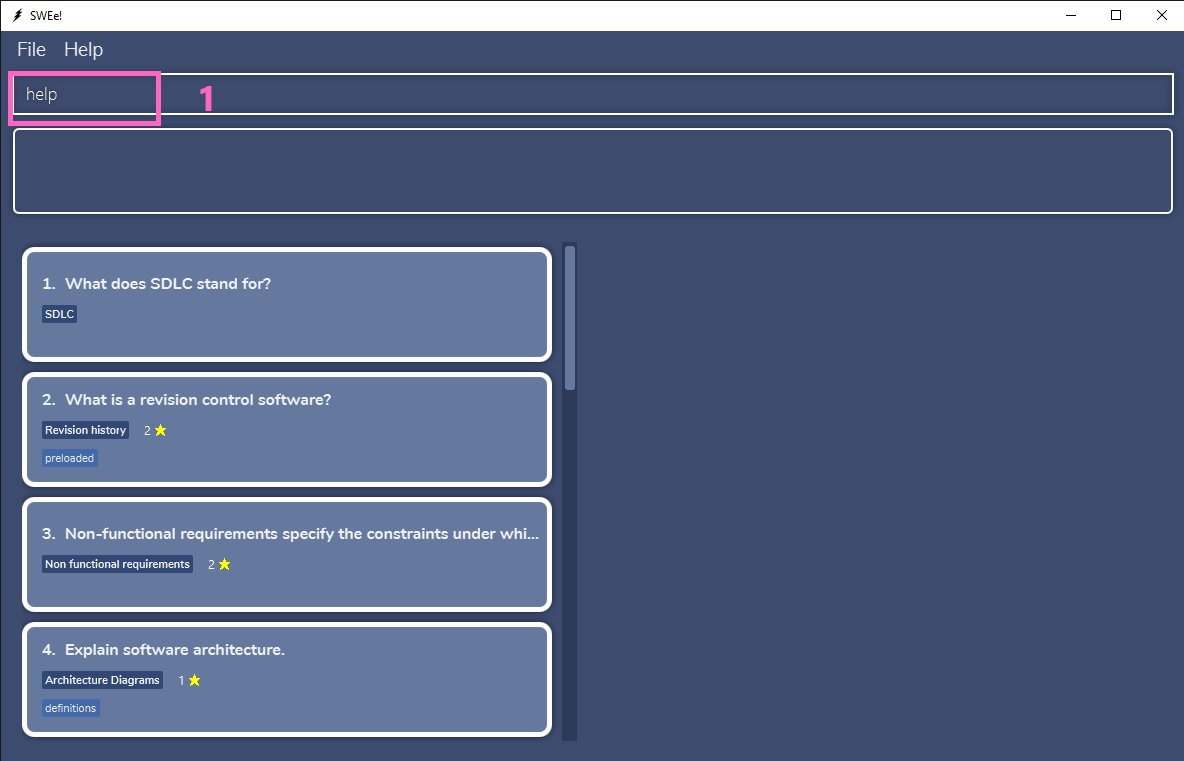 SWEe!
File Help
help 1
1. What does SDLC stand for?
SDLC
2. What is a revision control software?
Revision history 2
preloaded
3. Non-functional requirements specify the constraints under whi...
Non functional requirements 2
4. Explain software architecture.
Architecture Diagrams 1
definitions